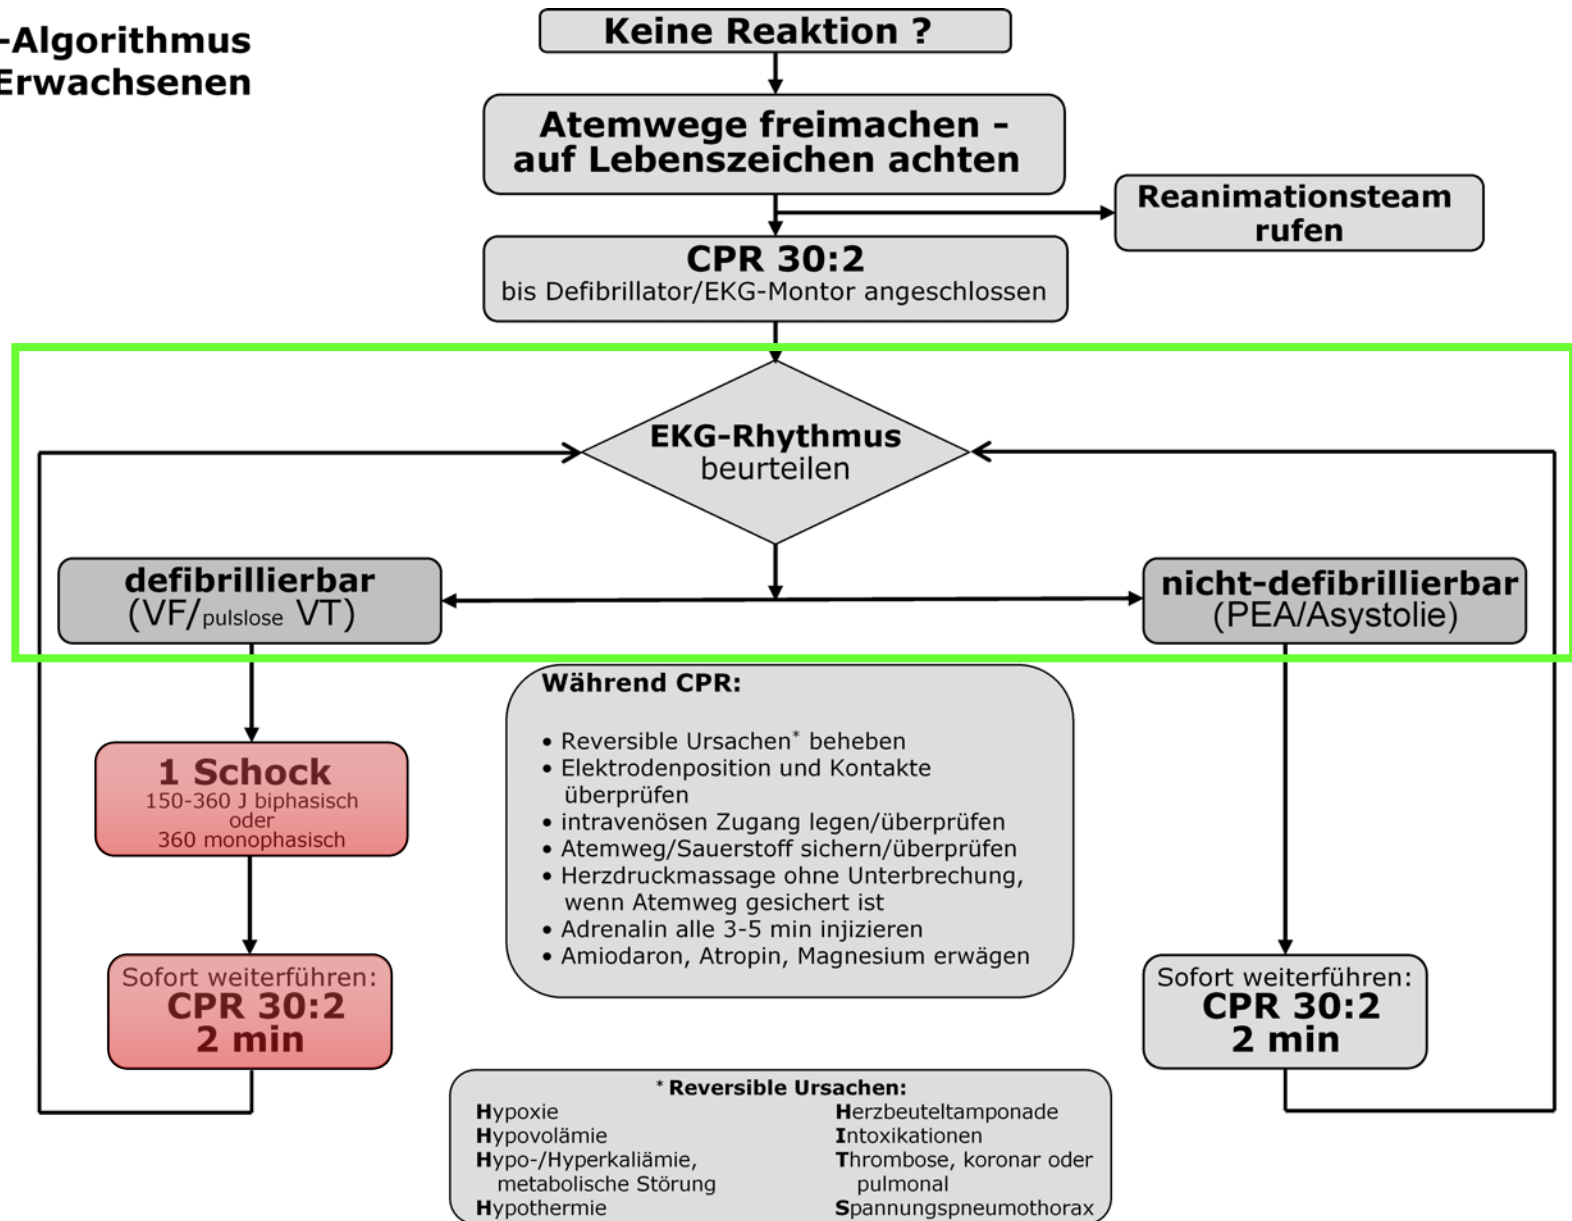 -Algorithmus
Erwachsenen
Keine Reaktion ?
Atemwege freimachen -
auf Lebenszeichen achten
Reanimationsteam
rufen
CPR 30:2
bis Defibrillator/EKG-Montor angeschlossen
EKG-Rhythmus
beurteilen
defibrillierbar
(VF/pulslose VT)
nicht-defibrillierbar
(PEA/Asystolie)
1 Schock
150-360 J biphasisch
oder
360 monophasisch
Sofort weiterführen:
CPR 30:2
2 min
Während CPR:
• Reversible Ursachen* beheben
• Elektrodenposition und Kontakte
überprüfen
• intravenösen Zugang legen/überprüfen
• Atemweg/Sauerstoff sichern/überprüfen
• Herzdruckmassage ohne Unterbrechung,
wenn Atemweg gesichert ist
• Adrenalin alle 3-5 min injizieren
• Amiodaron, Atropin, Magnesium erwägen
Sofort weiterführen:
CPR 30:2
2 min
* Reversible Ursachen:
Hypoxie
Hypovolämie
Hypo-/Hyperkaliämie,
metabolische Störung
Hypothermie
Herzbeuteltamponade
Intoxikationen
Thrombose, koronar oder
pulmonal
Spannungspneumothorax